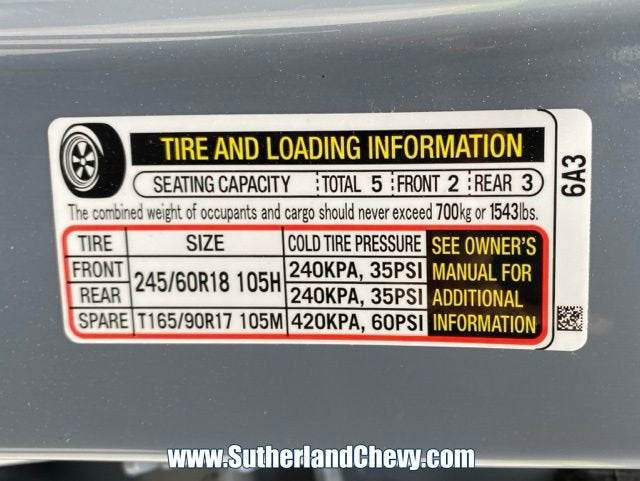 TIRE AND LOADING INFORMATION
SEATING CAPACITY TOTAL 5 FRONT 2 REAR 3
The combined weight of occupants and cargo should never exceed 700kg or 1543lbs.
TIRE SIZE COLD TIRE PRESSURE
FRONT 245/60R18 105H 240KPA, 35PSI
REAR 240KPA, 35PSI
SPARE T165/90R17 105M 420KPA, 60PSI
SEE OWNER'S
MANUAL FOR
ADDITIONAL
INFORMATION
6A3
www.SutherlandChevy.com